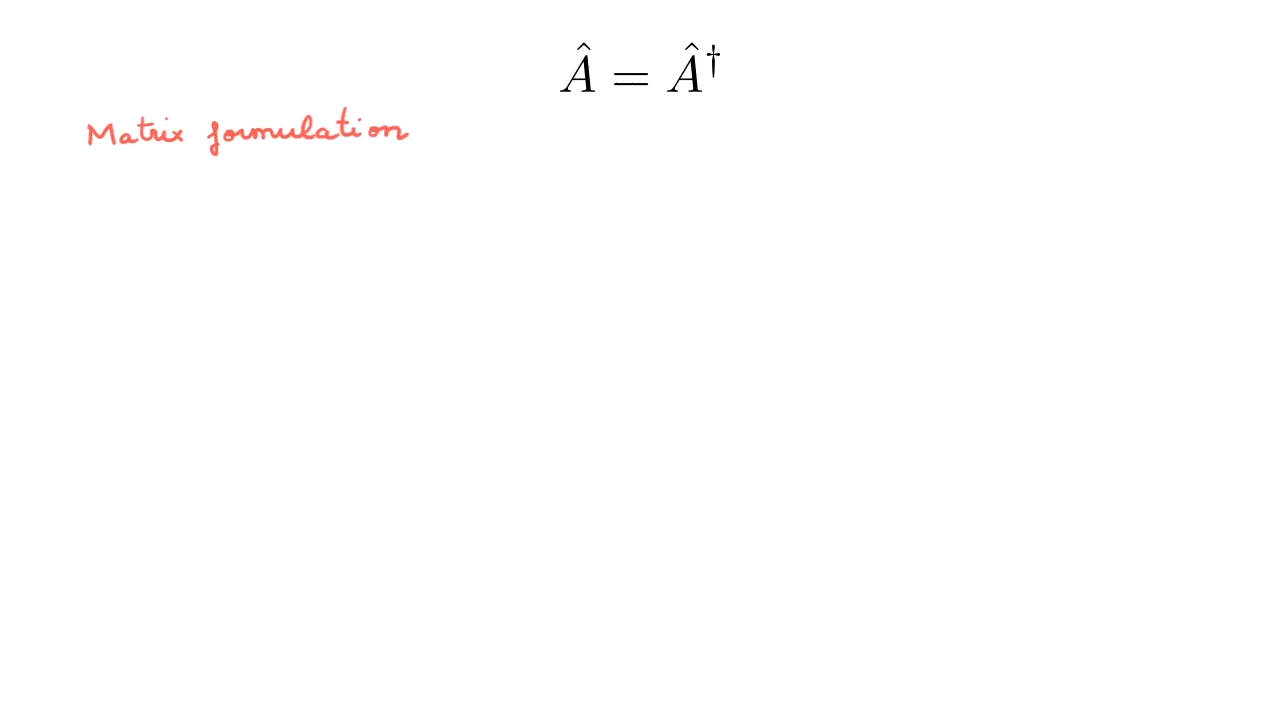 Â = Â†
Matrix formulation